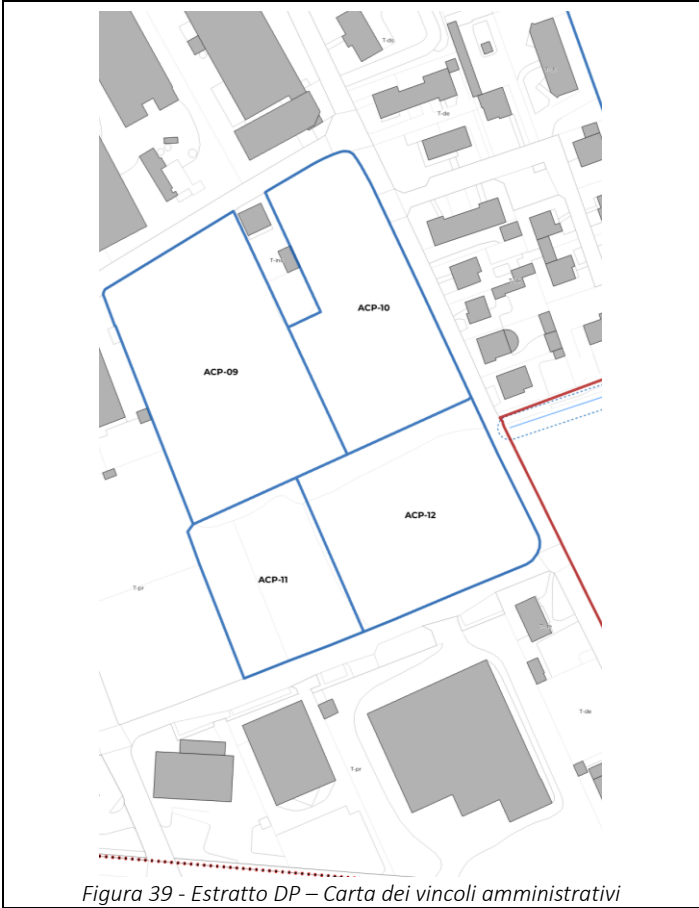 T-de
T-de
ACP-10
ACP-09
ACP-12
ACP-11
T-pr
T-de
T-pr
Figura 39 - Estratto DP – Carta dei vincoli amministrativi